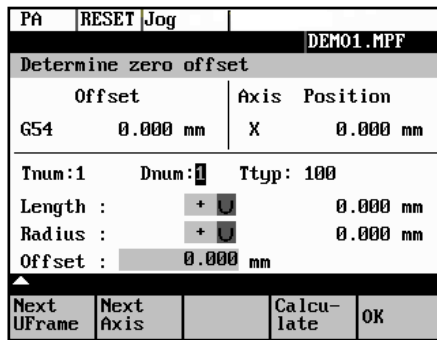 PA RESET Jog
DEMO1.MPF
Determine zero offset
Offset Axis Position
G54 0.000 mm X 0.000 mm
Tnum:1 Dnum:1 Ttyp: 100
Length : + U 0.000 mm
Radius : + U 0.000 mm
Offset : 0.000 mm
Next UFrame
Next Axis
Calcu-
late
OK